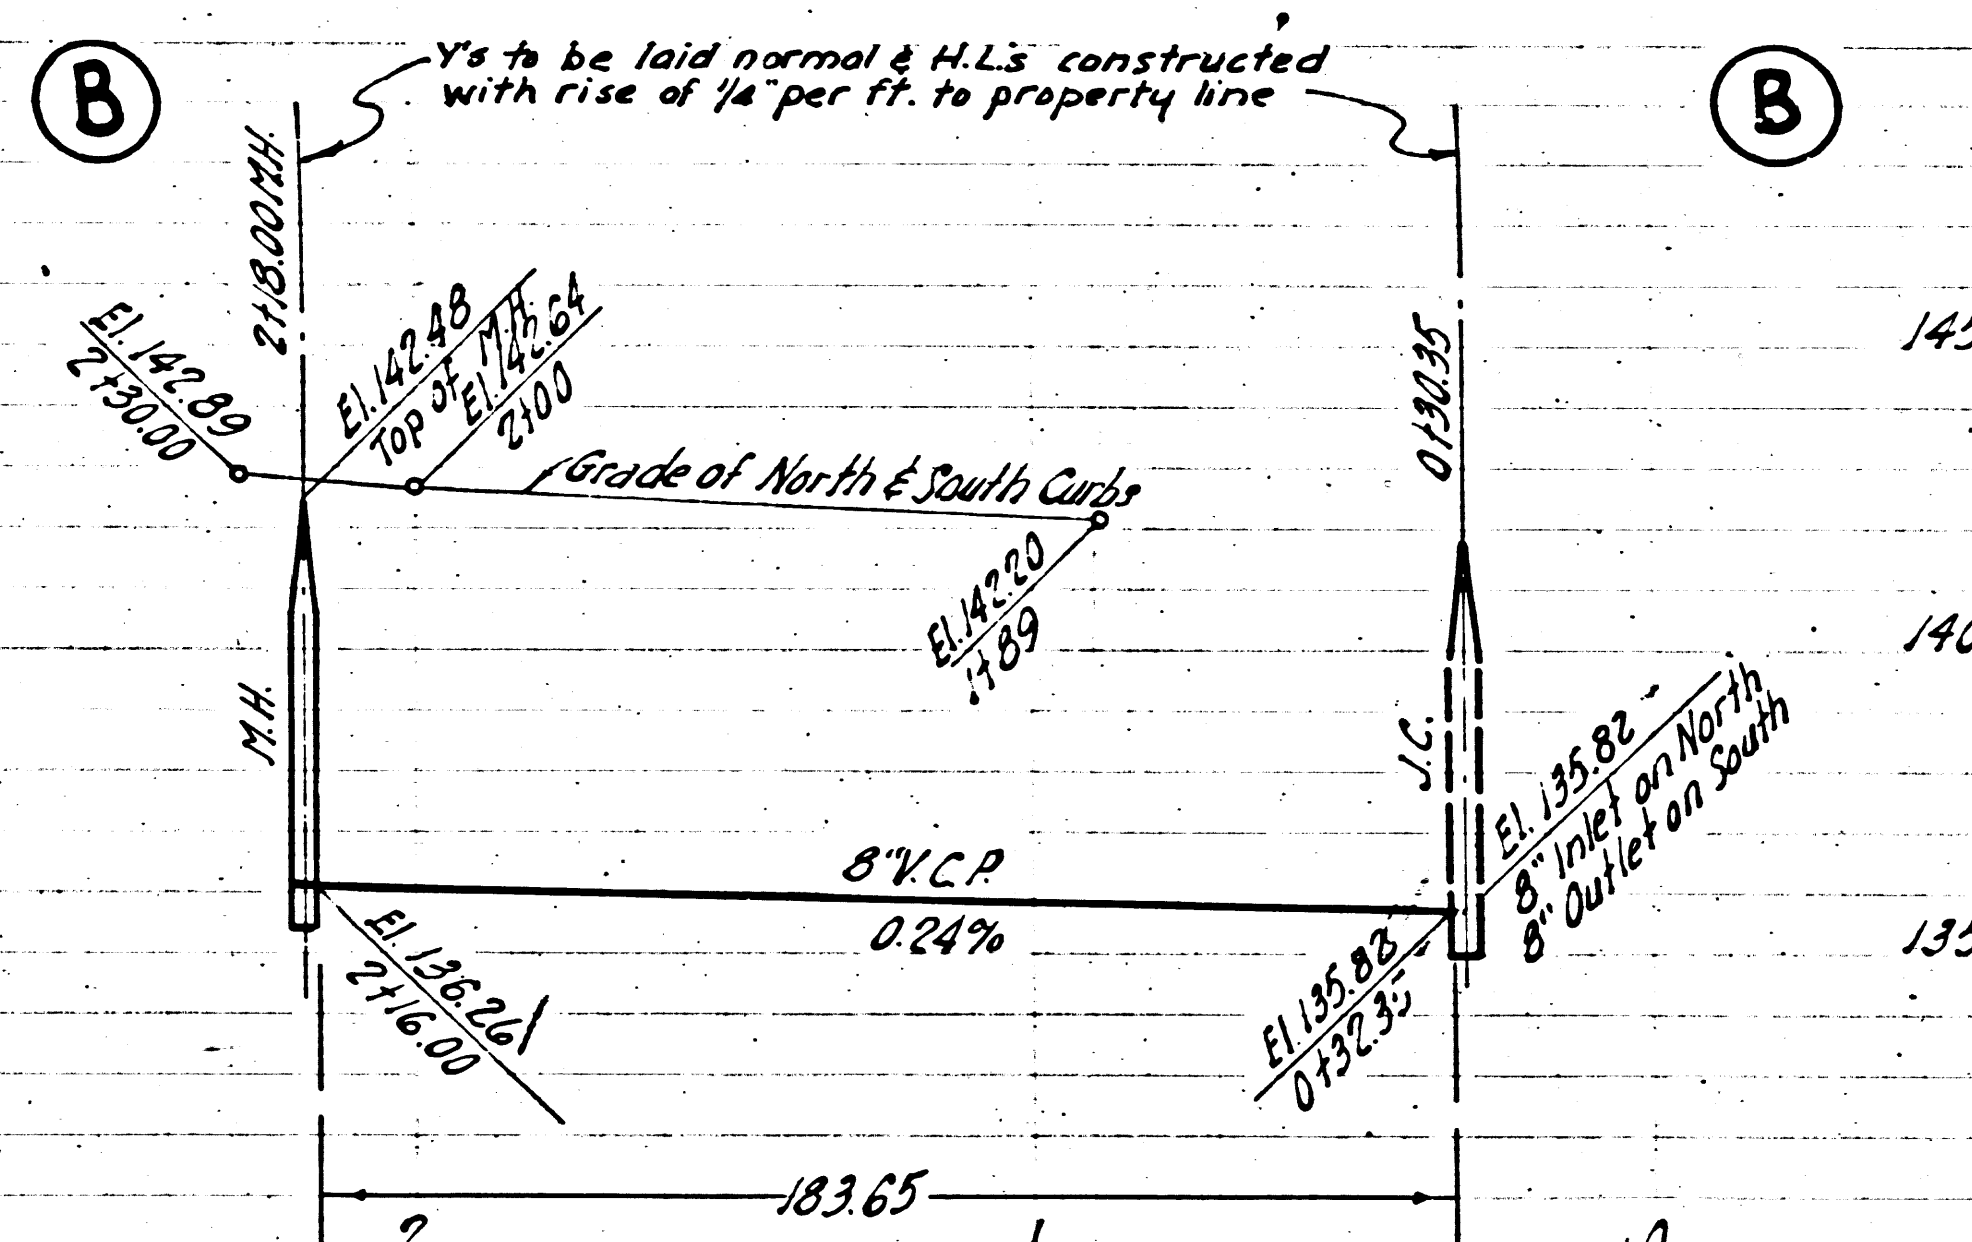 B
Y's to be laid normal & H.L.s constructed
with rise of 1/4" per ft. to property line
B
2+18.00 M.H.
El. 142.89
2+30.00
El. 142.48
Top of M.H.
El. 142.64
2+00
0+30.35
145
Grade of North & South Curbs
El. 142.20
1+89
140
M.H.
J.C.
El. 135.82
8" Inlet on North
8" Outlet on South
8" V.C.P.
0.24%
135
El. 136.26
2+16.00
El. 135.82
0+32.35
183.65
2
1
0